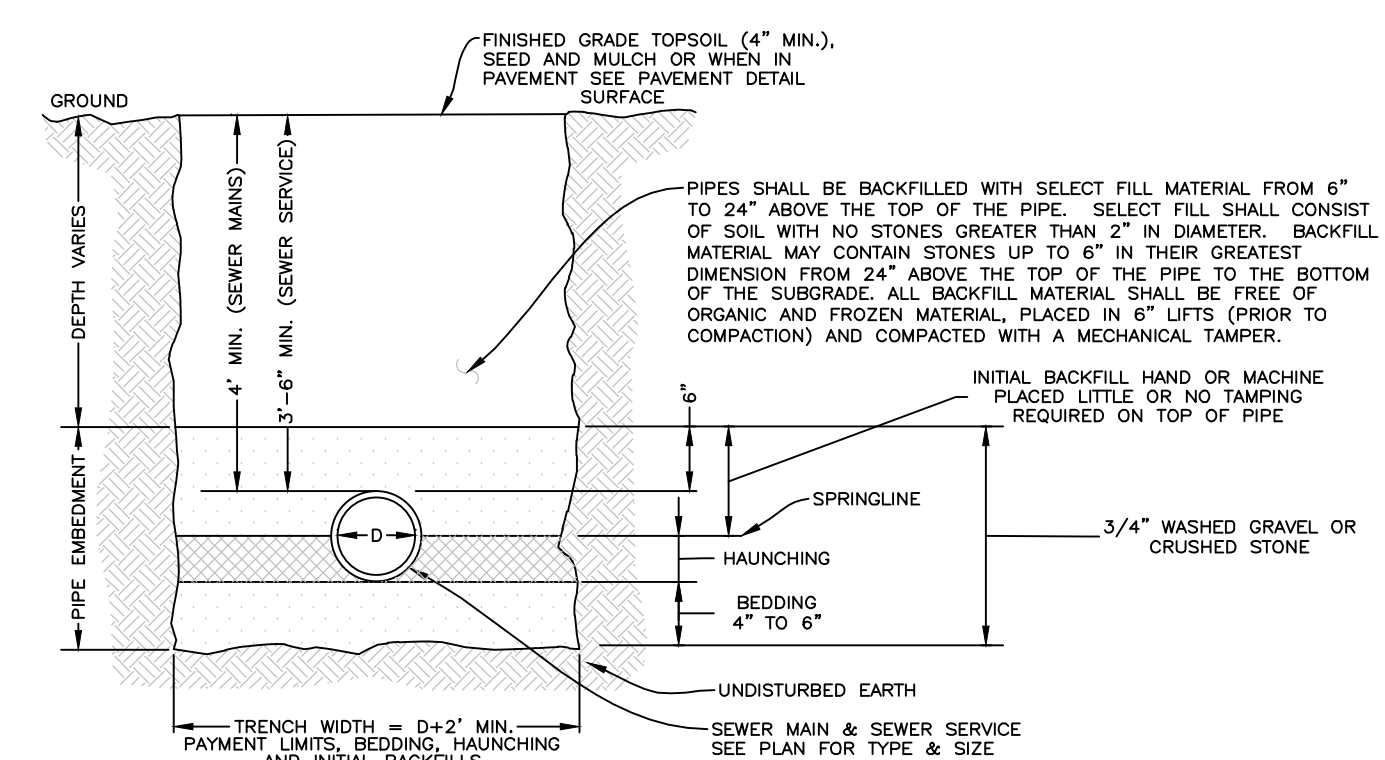 FINISHED GRADE TOPSOIL (4" MIN.),
SEED AND MULCH OR WHEN IN
PAVEMENT SEE PAVEMENT DETAIL
SURFACE
GROUND
DEPTH VARIES
4' MIN. (SEWER MAINS)
3'-6" MIN. (SEWER SERVICE)
PIPES SHALL BE BACKFILLED WITH SELECT FILL MATERIAL FROM 6"
TO 24" ABOVE THE TOP OF THE PIPE. SELECT FILL SHALL CONSIST
OF SOIL WITH NO STONES GREATER THAN 2" IN DIAMETER. BACKFILL
MATERIAL MAY CONTAIN STONES UP TO 6" IN THEIR GREATEST
DIMENSION FROM 24" ABOVE THE TOP OF THE PIPE TO THE BOTTOM
OF THE SUBGRADE. ALL BACKFILL MATERIAL SHALL BE FREE OF
ORGANIC AND FROZEN MATERIAL, PLACED IN 6" LIFTS (PRIOR TO
COMPACTION) AND COMPACTED WITH A MECHANICAL TAMPER.
6"
INITIAL BACKFILL HAND OR MACHINE
PLACED LITTLE OR NO TAMPING
REQUIRED ON TOP OF PIPE
PIPE EMBEDMENT
D
SPRINGLINE
HAUNCHING
3/4" WASHED GRAVEL OR
CRUSHED STONE
BEDDING
4" TO 6"
UNDISTURBED EARTH
SEWER MAIN & SEWER SERVICE
SEE PLAN FOR TYPE & SIZE
TRENCH WIDTH = D+2' MIN.
PAYMENT LIMITS, BEDDING, HAUNCHING
AND INITIAL BACKFILLS